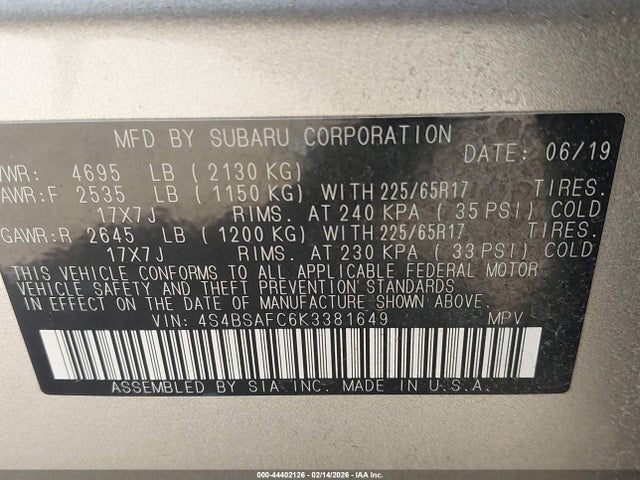 MFD BY SUBARU CORPORATION
DATE: 06/19
VWR: 4695 LB (2130 KG)
AWR:F 2535 LB (1150 KG) WITH 225/65R17 TIRES.
17X7J RIMS. AT 240 KPA (35 PSI) COLD
GAWR:R 2645 LB (1200 KG) WITH 225/65R17 TIRES.
17X7J RIMS. AT 230 KPA (33 PSI) COLD
THIS VEHICLE CONFORMS TO ALL APPLICABLE FEDERAL MOTOR
VEHICLE SAFETY AND THEFT PREVENTION STANDARDS
IN EFFECT ON THE DATE OF MANUFACTURE SHOWN ABOVE.
VIN: 4S4BSAFC6K3381649 MPV
ASSEMBLED BY SIA INC. MADE IN U.S.A.
000-44402126 - 02/14/2026 - IAA Inc.